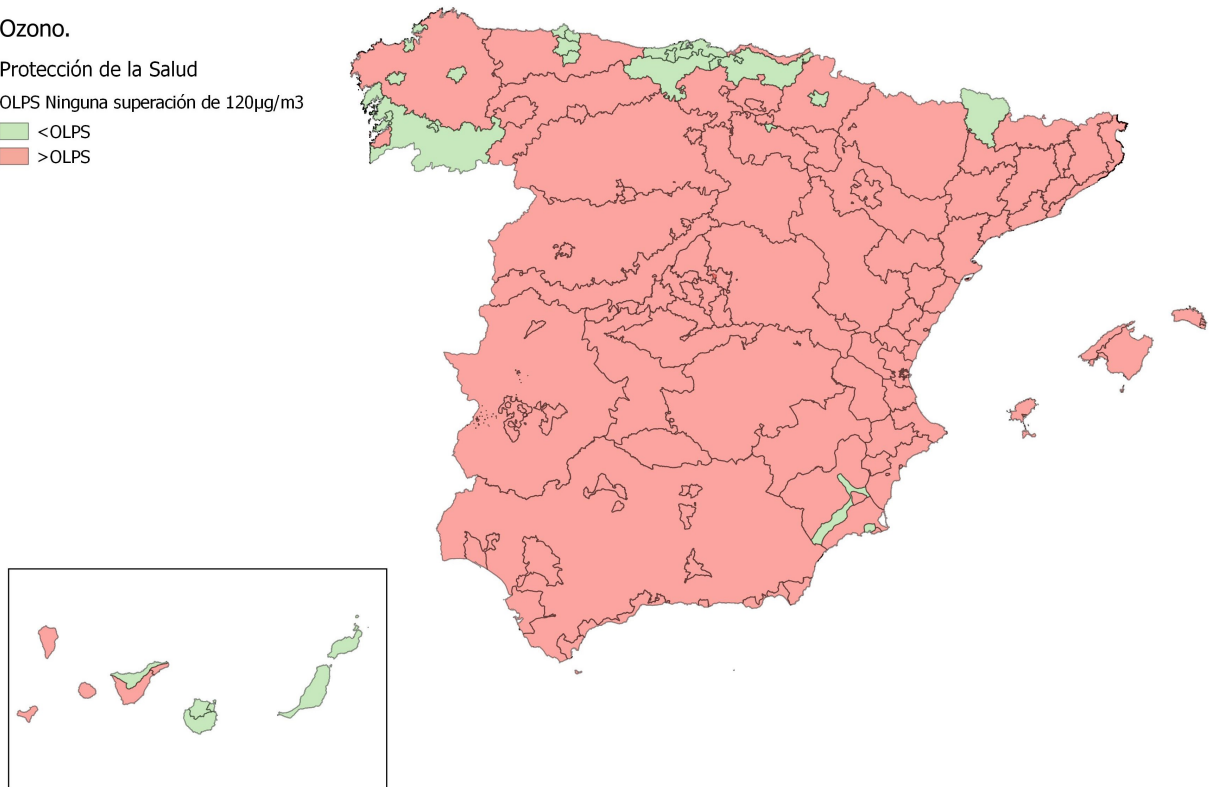 Ozono.
Protección de la Salud
OLPS Ninguna superación de 120µg/m3
<OLPS
>OLPS